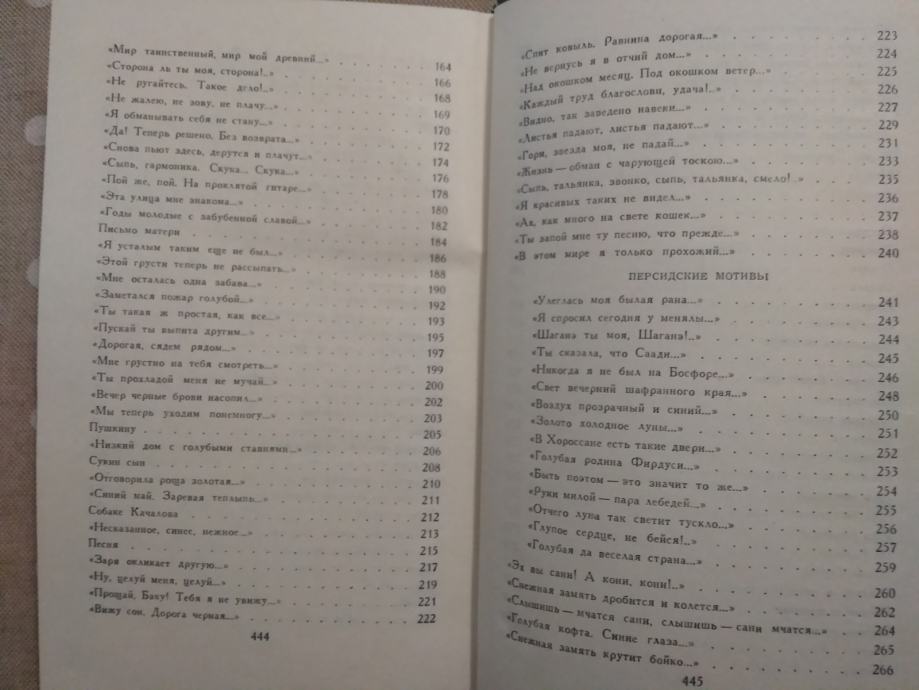 «Мир таинственный, мир мой древний...» 164
«Сторона ль ты моя, сторона!..» 166
«Не ругайтесь. Такое дело!..» 168
«Не жалею, не зову, не плачу...» 169
«Я обманывать себя не стану...» 170
«Да! Теперь решено. Без возврата...» 172
«Снова пьют здесь, дерутся и плачут...» 174
«Сыпь, гармоника. Скука... Скука...» 176
«Пой же, пой. На проклятой гитаре...» 178
«Эта улица мне знакома...» 180
«Годы молодые с забубенной славой...» 182
Письмо матери 184
«Я усталым таким еще не был...» 186
«Этой грусти теперь не рассыпать...» 188
«Мне осталась одна забава...» 190
«Заметался пожар голубой...» 192
«Ты такая ж простая, как все...» 193
«Пускай ты выпита другим...» 195
«Дорогая, сядем рядом...» 197
«Мне грустно на тебя смотреть...» 199
«Ты прохладой меня не мучай...» 200
«Вечер черные брови насопил...» 202
«Мы теперь уходим понемногу...» 203
Пушкину 205
«Низкий дом с голубыми ставнями...» 206
Сукин сын 208
«Отговорила роща золотая...» 210
«Синий май. Заревая теплынь...» 211
Собаке Качалова 212
«Несказанное, синее, нежное...» 213
Песня 215
«Заря окликает другую...» 217
«Ну, целуй меня, целуй...» 219
«Прощай, Баку! Тебя я не увижу...» 221
«Вижу сон. Дорога черная...» 222
444
«Спит ковыль. Равнина дорогая...» 223
«Не вернусь я в отчий дом...» 224
«Над окошком месяц. Под окошком ветер...» 225
«Каждый труд благослови, удача!..» 226
«Видно, так заведено навеки...» 227
«Листья падают, листья падают...» 229
«Гори, звезда моя, не падай...» 231
«Жизнь — обман с чарующей тоскою...» 233
«Сыпь, тальянка, звонко, сыпь, тальянка, смело!..» 235
«Я красивых таких не видел...» 236
«Ах, как много на свете кошек...» 237
«Ты запой мне ту песню, что прежде...» 238
«В этом мире я только прохожий...» 240
ПЕРСИДСКИЕ МОТИВЫ
«Улеглась моя былая рана...» 241
«Я спросил сегодня у менялы...» 243
«Шаганэ ты моя, Шаганэ!..» 244
«Ты сказала, что Саади...» 245
«Никогда я не был на Босфоре...» 246
«Свет вечерний шафранного края...» 248
«Воздух прозрачный и синий...» 250
«Золото холодное луны...» 251
«В Хороссане есть такие двери...» 252
«Голубая родина Фирдуси...» 253
«Быть поэтом — это значит то же...» 254
«Руки милой — пара лебедей...» 255
«Отчего луна так светит тускло...» 256
«Глупое сердце, не бейся!..» 257
«Голубая да веселая страна...» 259
«Эх вы сани! А кони, кони!..» 260
«Снежная замять дробится и колется...» 262
«Слышишь — мчатся сани, слышишь — сани мчатся...» 264
«Голубая кофта. Синие глаза...» 265
«Снежная замять крутит бойко...» 266
445